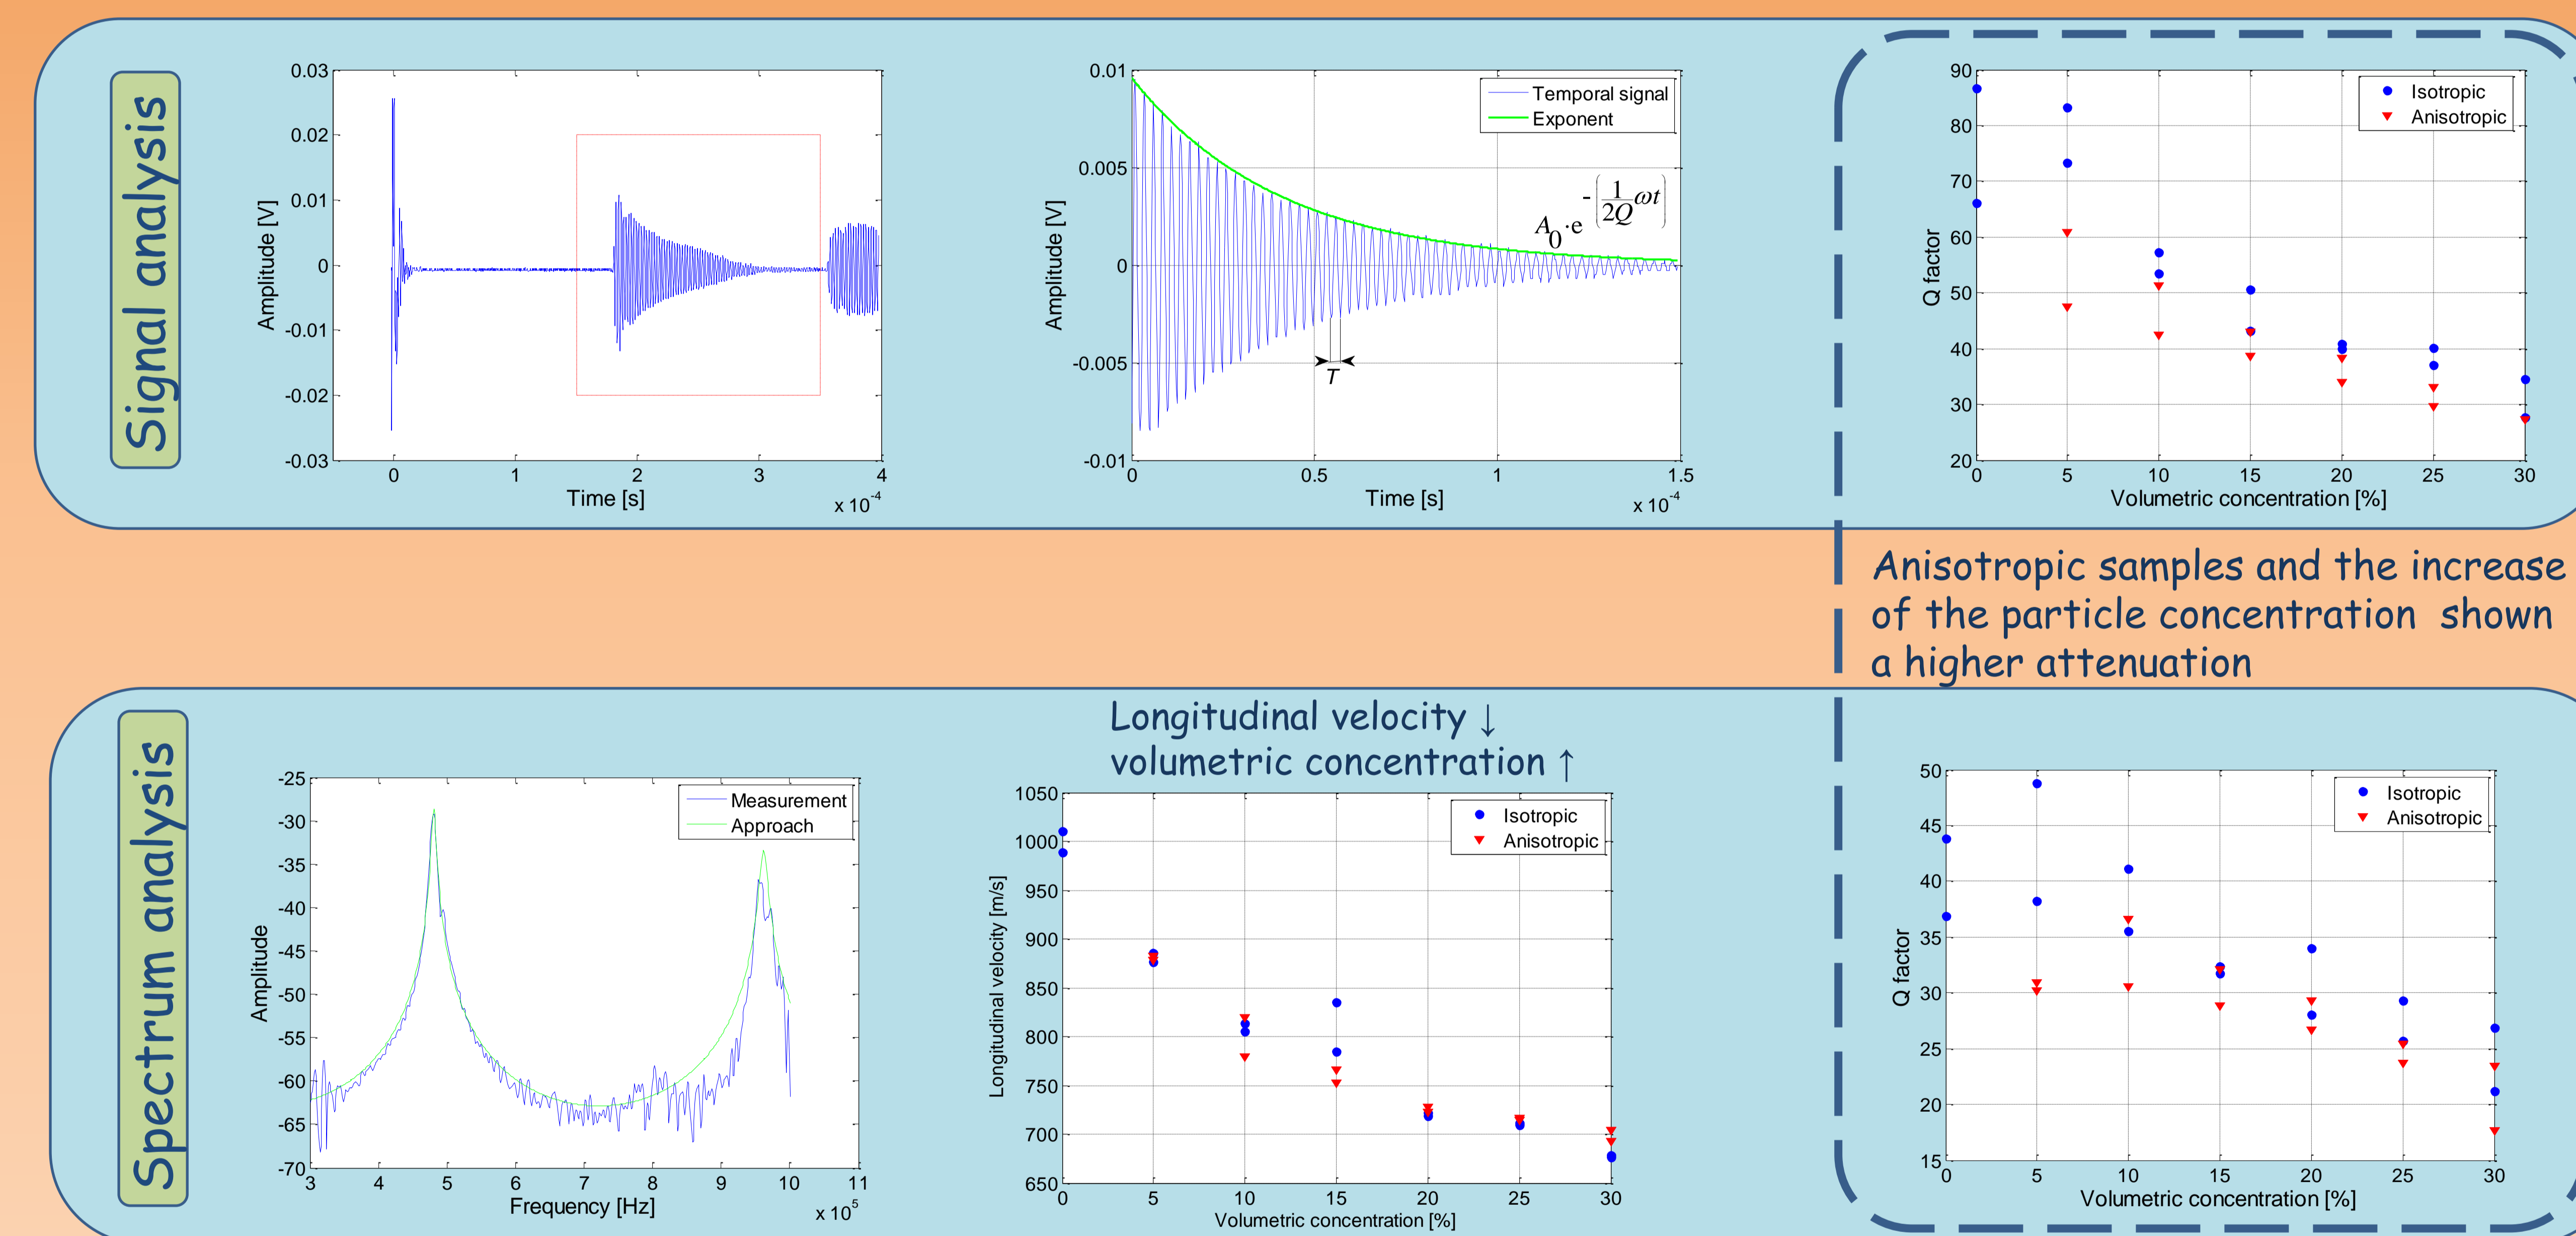 Signal analysis
0.03
0.02
0.01
0
-0.01
-0.02
-0.03
Amplitude [V]
0 1 2 3 4
Time [s]
x 10-4
0.01
0.005
0
-0.005
-0.01
Amplitude [V]
Temporal signal
Exponent
A0·e-(1/2Q ωt)
T
0 0.5 1 1.5
Time [s]
x 10-4
90
80
70
60
50
40
30
20
Q factor
Isotropic
Anisotropic
0 5 10 15 20 25 30
Volumetric concentration [%]
Anisotropic samples and the increase
of the particle concentration shown
a higher attenuation
Spectrum analysis
-25
-30
-35
-40
-45
-50
-55
-60
-65
-70
Amplitude
Measurement
Approach
3 4 5 6 7 8 9 10 11
Frequency [Hz]
x 105
Longitudinal velocity ↓
volumetric concentration ↑
1050
1000
950
900
850
800
750
700
650
Longitudinal velocity [m/s]
Isotropic
Anisotropic
0 5 10 15 20 25 30
Volumetric concentration [%]
50
45
40
35
30
25
20
15
Q factor
Isotropic
Anisotropic
0 5 10 15 20 25 30
Volumetric concentration [%]